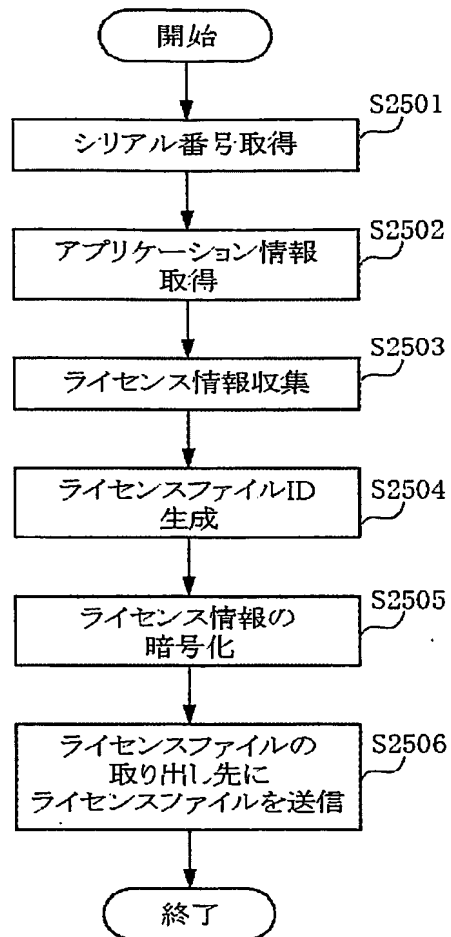 開始
S2501
シリアル番号取得
S2502
アプリケーション情報
取得
S2503
ライセンス情報収集
ライセンスファイルID
生成
S2504
ライセンス情報の
暗号化
S2505
ライセンスファイルの
取り出し先に
ライセンスファイルを送信
S2506
終了